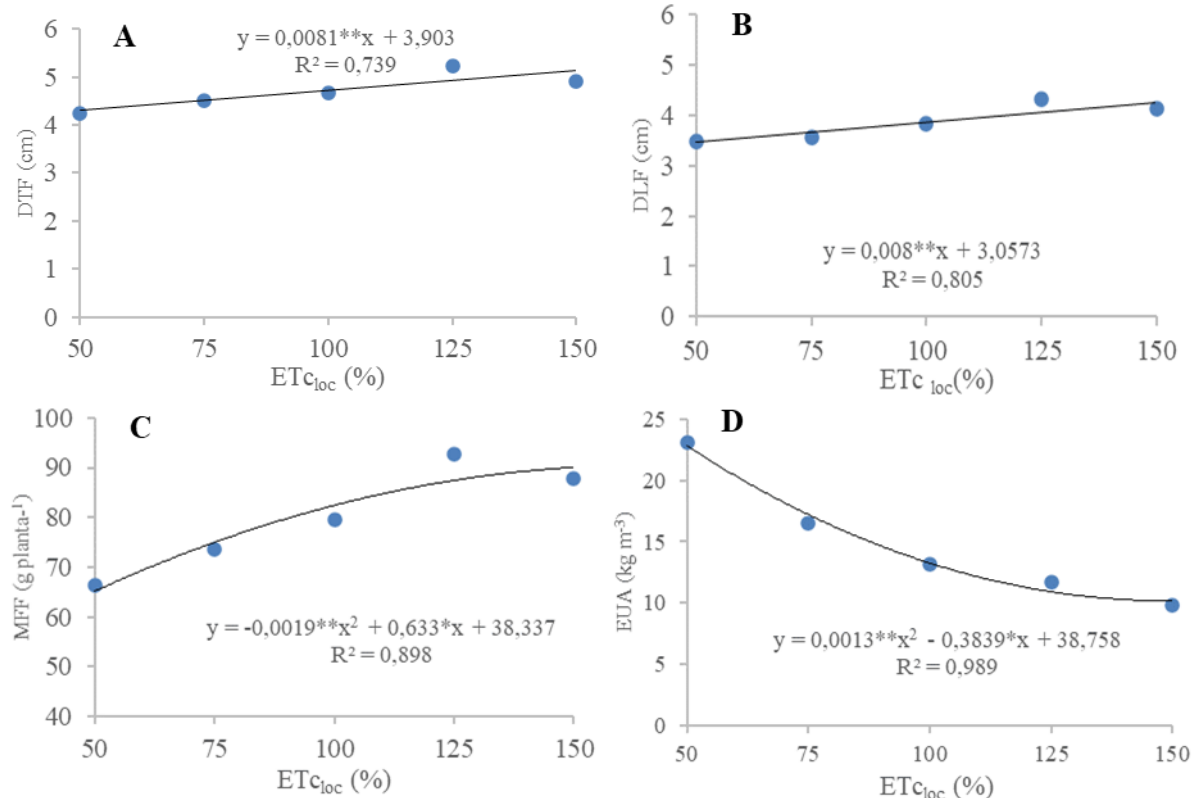 A
y = 0,0081**x + 3,903
R² = 0,739
DTF (cm)
6
5
4
3
2
1
0
50 75 100 125 150
ETc_loc (%)
B
y = 0,008**x + 3,0573
R² = 0,805
DLF (cm)
6
5
4
3
2
1
0
50 75 100 125 150
ETc _loc(%)
C
y = -0,0019**x² + 0,633*x + 38,337
R² = 0,898
MFF (g planta-¹)
100
90
80
70
60
50
40
50 75 100 125 150
ETc_loc (%)
D
y = 0,0013**x² - 0,3839*x + 38,758
R² = 0,989
EUA (kg m⁻³)
25
20
15
10
5
0
50 75 100 125 150
ETc_loc (%)